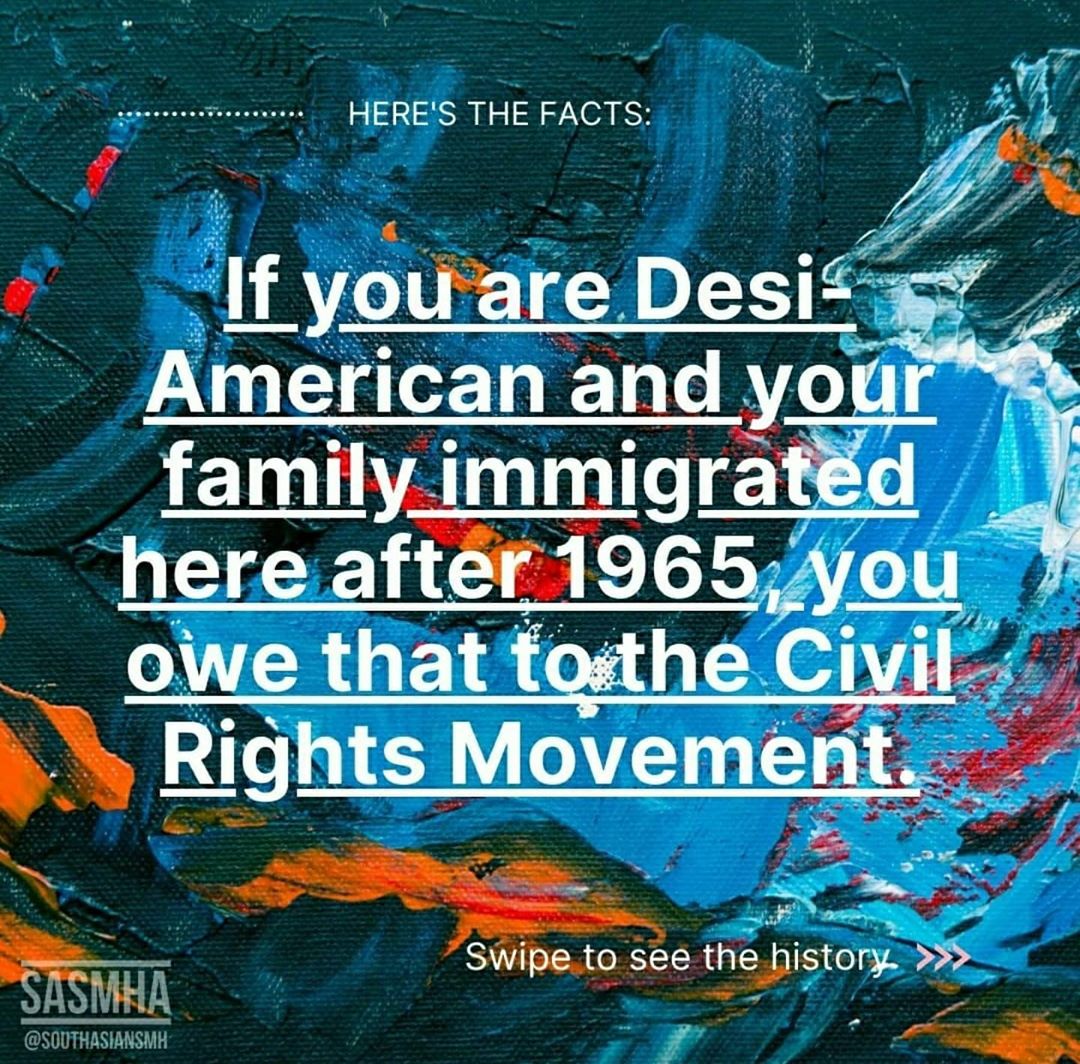 HERE'S THE FACTS:
If you are Desi-
American and your
family immigrated
here after 1965, you
owe that to the Civil
Rights Movement.
Swipe to see the history. >>>
SASMHA
@SOUTHASIANSMH